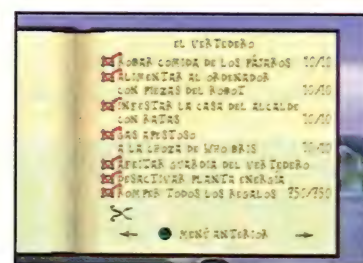 EL VERTEDERO
ROBAR COMIDA DE LOS PÁJAROS 10/10
ALIMENTAR AL ORDENADOR
CON PIEZAS DEL ROBOT 10/10
INFESTAR LA CASA DEL ALCALDE
CON RATAS 10/10
GAS APESTOSO
A LA CHOZA DE WHO BRIS 10/10
AFEITAR GUARDIA DEL VERTEDERO
DESACTIVAR PLANTA ENERGÍA
ROMPER TODOS LOS REGALOS 750/750
MENÚ ANTERIOR